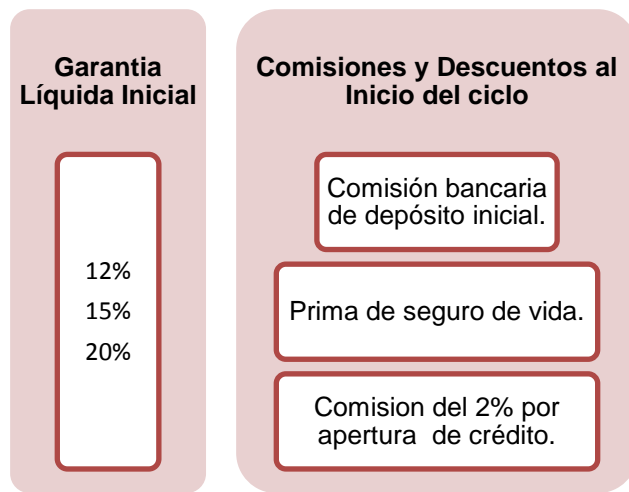 Garantia
Líquida Inicial
12%
15%
20%
Comisiones y Descuentos al
Inicio del ciclo
Comisión bancaria
de depósito inicial.
Prima de seguro de vida.
Comision del 2% por
apertura de crédito.